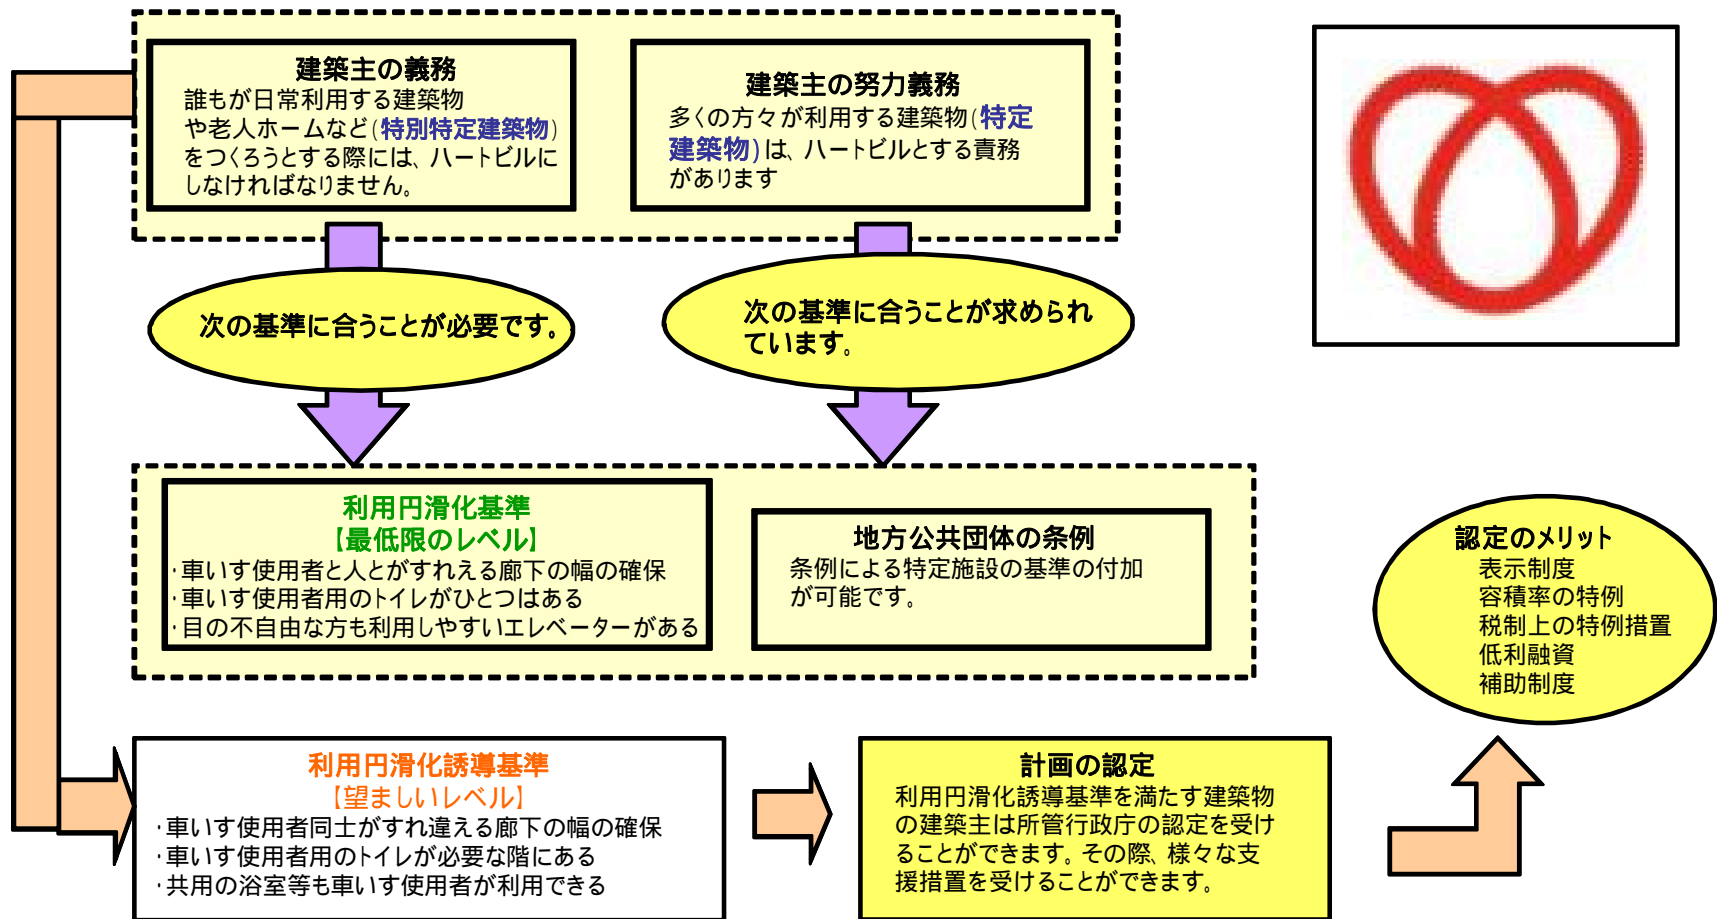 建築主の義務
誰もが日常利用する建築物
や老人ホームなど(特別特定建築物)
をつくろうとする際には、ハートビルに
しなければなりません。
建築主の努力義務
多くの方々が利用する建築物(特定
建築物)は、ハートビルとする責務
があります
次の基準に合うことが必要です。
次の基準に合うことが求められ
ています。
利用円滑化基準
【最低限のレベル】
・車いす使用者と人とがすれえる廊下の幅の確保
・車いす使用者用のトイレがひとつはある
・目の不自由な方も利用しやすいエレベーターがある
地方公共団体の条例
条例による特定施設の基準の付加
が可能です。
認定のメリット
表示制度
容積率の特例
税制上の特例措置
低利融資
補助制度
利用円滑化誘導基準
【望ましいレベル】
・車いす使用者同士がすれ違える廊下の幅の確保
・車いす使用者用のトイレが必要な階にある
・共用の浴室等も車いす使用者が利用できる
計画の認定
利用円滑化誘導基準を満たす建築物
の建築主は所管行政庁の認定を受け
ることができます。その際、様々な支
援措置を受けることができます。